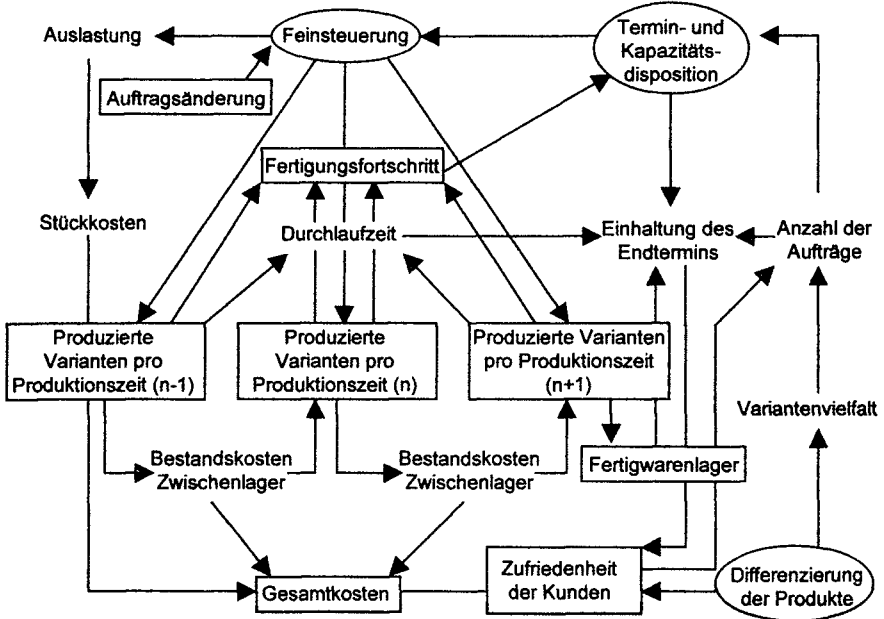 Auslastung
Feinsteuerung
Termin- und
Kapazitäts-
disposition
Auftragsänderung
Fertigungsfortschritt
Stückkosten
Durchlaufzeit
Einhaltung des
Endtermins
Anzahl der
Aufträge
Produzierte
Varianten pro
Produktionszeit (n-1)
Produzierte
Varianten pro
Produktionszeit (n)
Produzierte Varianten
pro Produktionszeit
(n+1)
Variantenvielfalt
Bestandskosten
Zwischenlager
Bestandskosten
Zwischenlager
Fertigwarenlager
Gesamtkosten
Zufriedenheit
der Kunden
Differenzierung
der Produkte